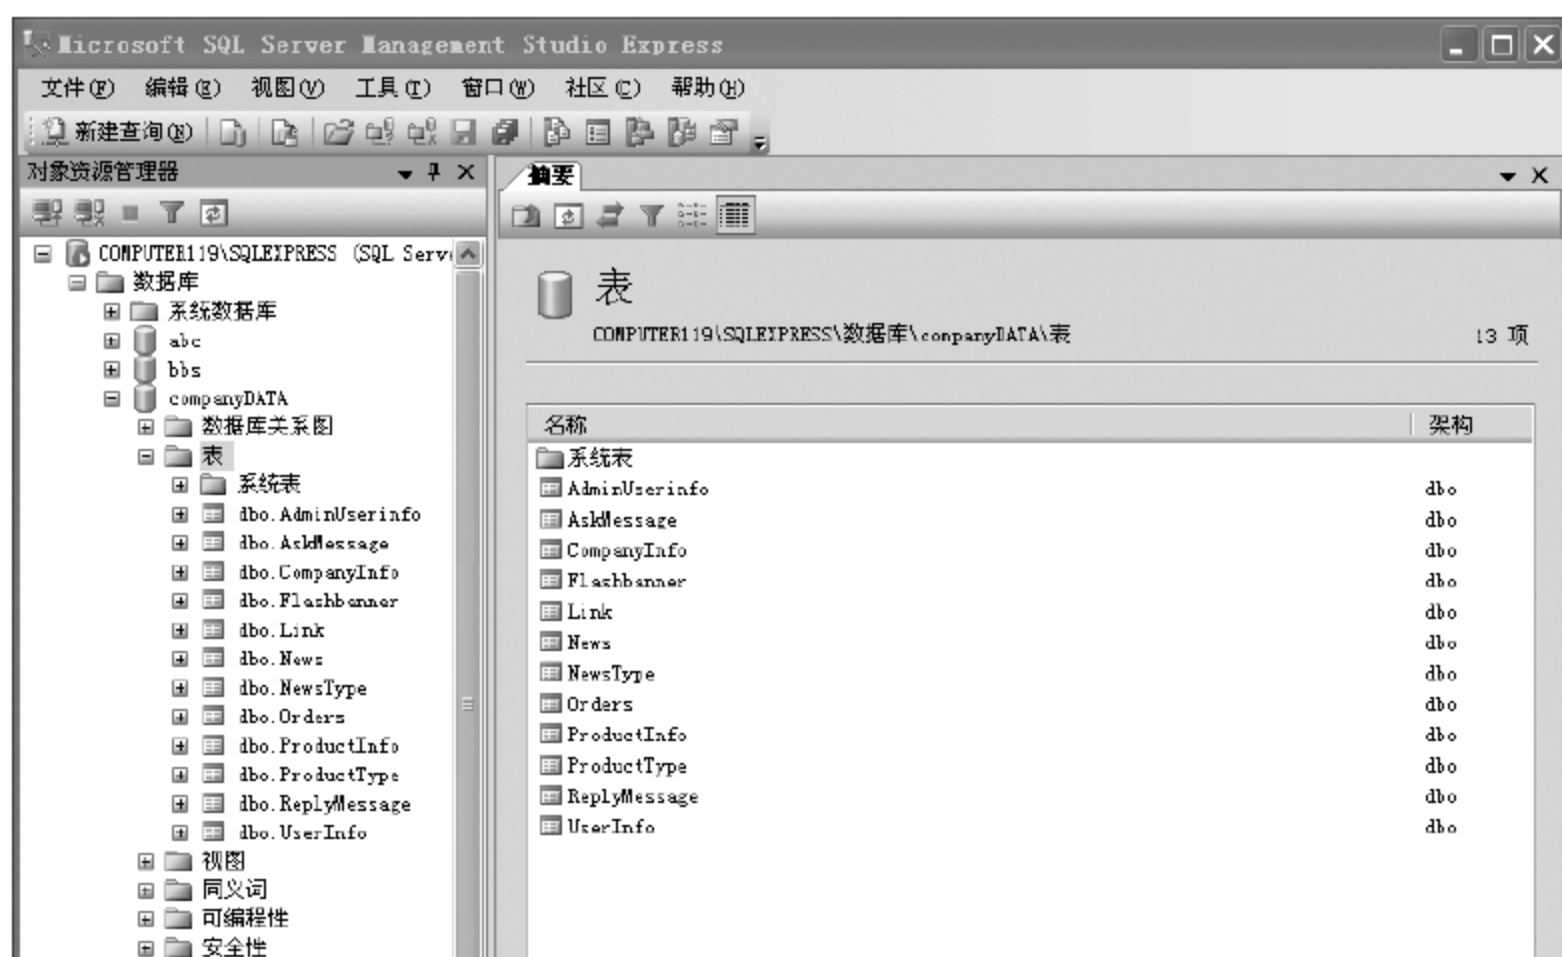 Microsoft SQL Server Management Studio Express
文件(F) 编辑(E) 视图(V) 工具(T) 窗口(W) 社区(C) 帮助(H)
新建查询(N)
对象资源管理器
摘要
COMPUTER119\SQLEXPRESS (SQL Serv
数据库
系统数据库
abc
bbs
companyDATA
数据库关系图
表
系统表
dbo.AdminUserinfo
dbo.AskMessage
dbo.CompanyInfo
dbo.Flashbanner
dbo.Link
dbo.News
dbo.NewsType
dbo.Orders
dbo.ProductInfo
dbo.ProductType
dbo.ReplyMessage
dbo.UserInfo
视图
同义词
可编程性
安全性
表
COMPUTER119\SQLEXPRESS\数据库\companyDATA\表 13 项
名称 架构
系统表
AdminUserinfo dbo
AskMessage dbo
CompanyInfo dbo
Flashbanner dbo
Link dbo
News dbo
NewsType dbo
Orders dbo
ProductInfo dbo
ProductType dbo
ReplyMessage dbo
UserInfo dbo